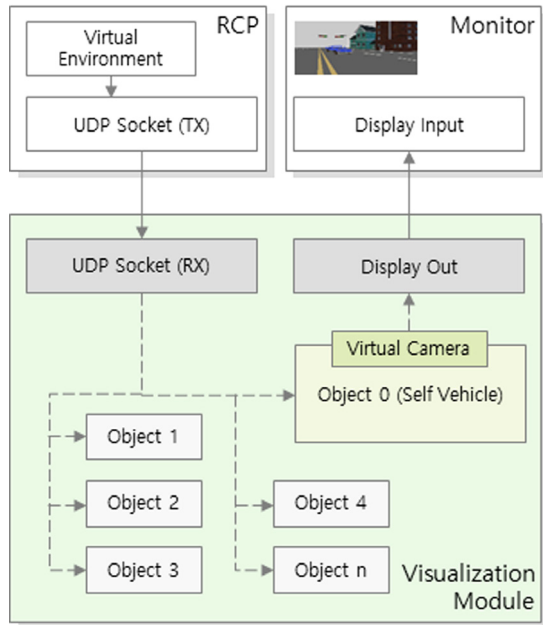 RCP
Virtual
Environment
UDP Socket (TX)
Monitor
Display Input
UDP Socket (RX)
Display Out
Virtual Camera
Object 0 (Self Vehicle)
Object 1
Object 2
Object 3
Object 4
Object n
Visualization
Module